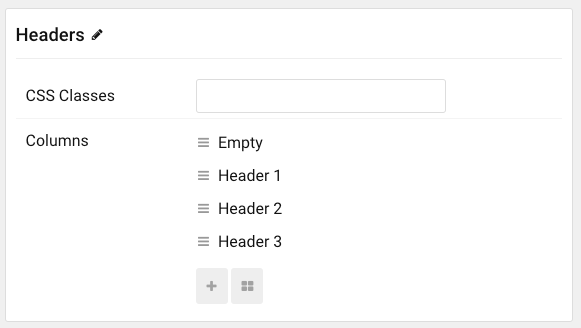 Headers
CSS Classes
Columns
Empty
Header 1
Header 2
Header 3